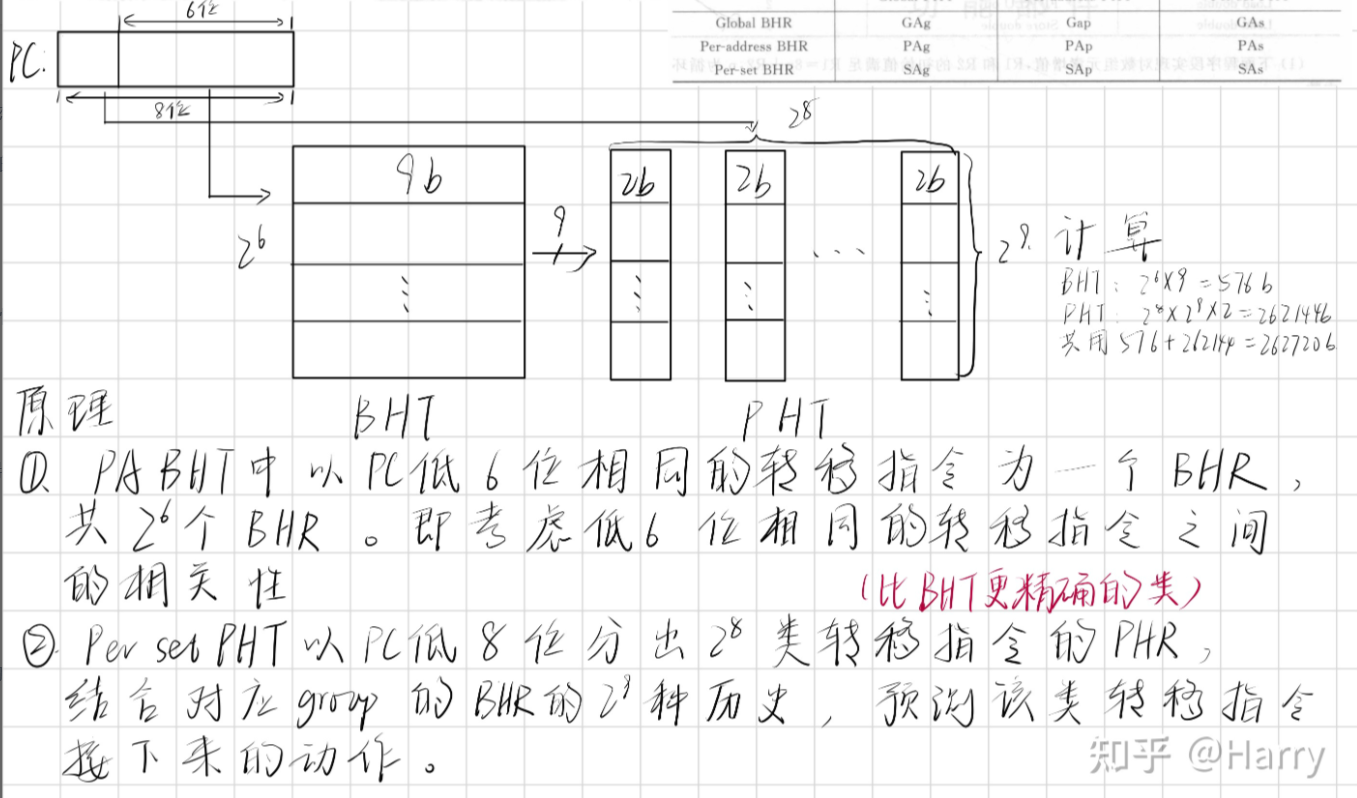 6位
PC:
8位
Global BHR GAg Gap GAs
Per-address BHR PAg PAp PAs
Per-set BHR SAg SAp SAs
2^8
9b 2b 2b 2b
9
2^6 ... 2^9
计算
BHT: 2^6×9=576b
PHT: 2^8×2^9×2=262144b
共用 576+262144=262720b
原理 BHT PHT
①. PA BHT中以PC低6位相同的转移指令为一个BHR,
共2^6个BHR。即考虑低6位相同的转移指令之间
的相关性
(比BHT更精确的类)
②. Per set PHT以PC低8位分出2^8类转移指令的PHR,
结合对应group的BHR的2^9种历史,预测该类转移指令
接下来的动作。
知乎 @Harry